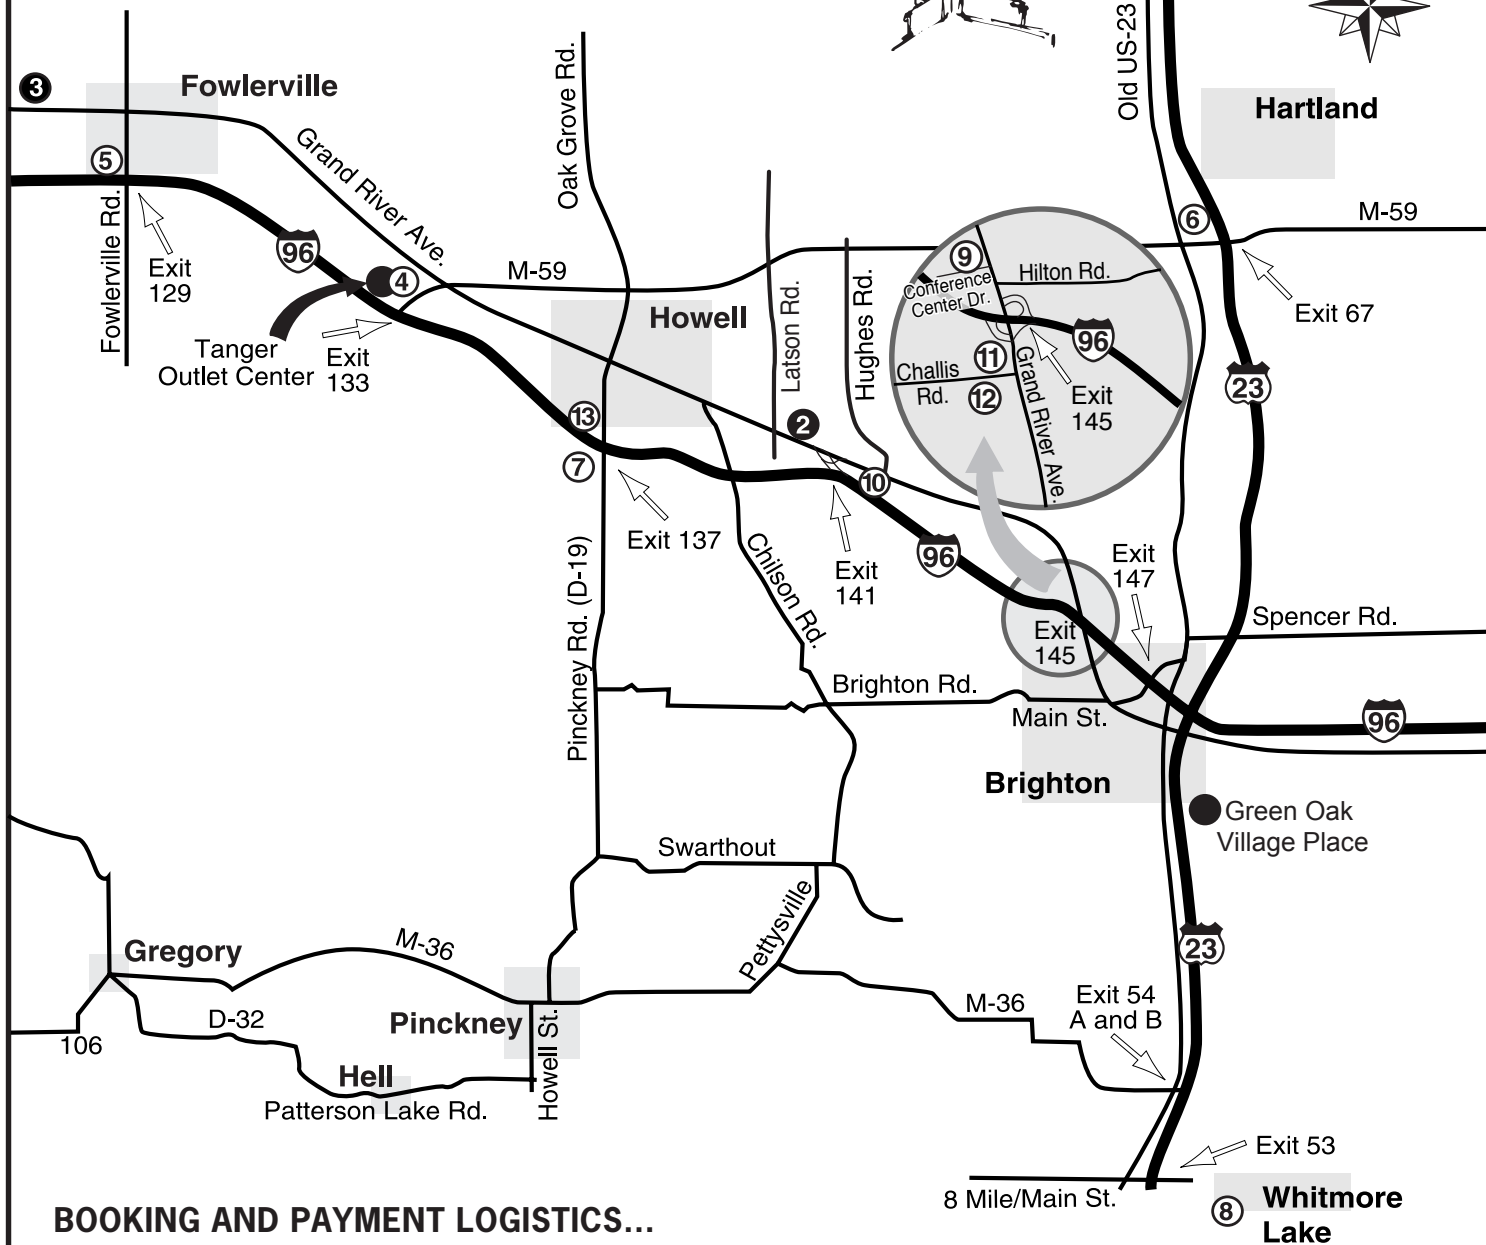 Old US-23
Oak Grove Rd.
3
Fowlerville
Hartland
5
Grand River Ave.
Fowlerville Rd.
Exit
129
96
4
M-59
6
M-59
Exit 67
Tanger
Outlet Center
Exit
133
Howell
Latson Rd.
Hughes Rd.
9
Hilton Rd.
Conference
Center Dr.
96
11
Challis
Rd.
12
Grand River Ave.
Exit
145
23
13
7
2
10
Exit 137
Exit
141
96
Exit
147
Pinckney Rd. (D-19)
Chilson Rd.
Exit
145
Spencer Rd.
Brighton Rd.
Main St.
96
Brighton
Green Oak
Village Place
Swarthout
Pettysville
23
Gregory
M-36
M-36
Exit 54
A and B
D-32
Pinckney
Howell St.
106
Hell
Patterson Lake Rd.
Exit 53
8 Mile/Main St.
8
Whitmore
Lake
BOOKING AND PAYMENT LOGISTICS...